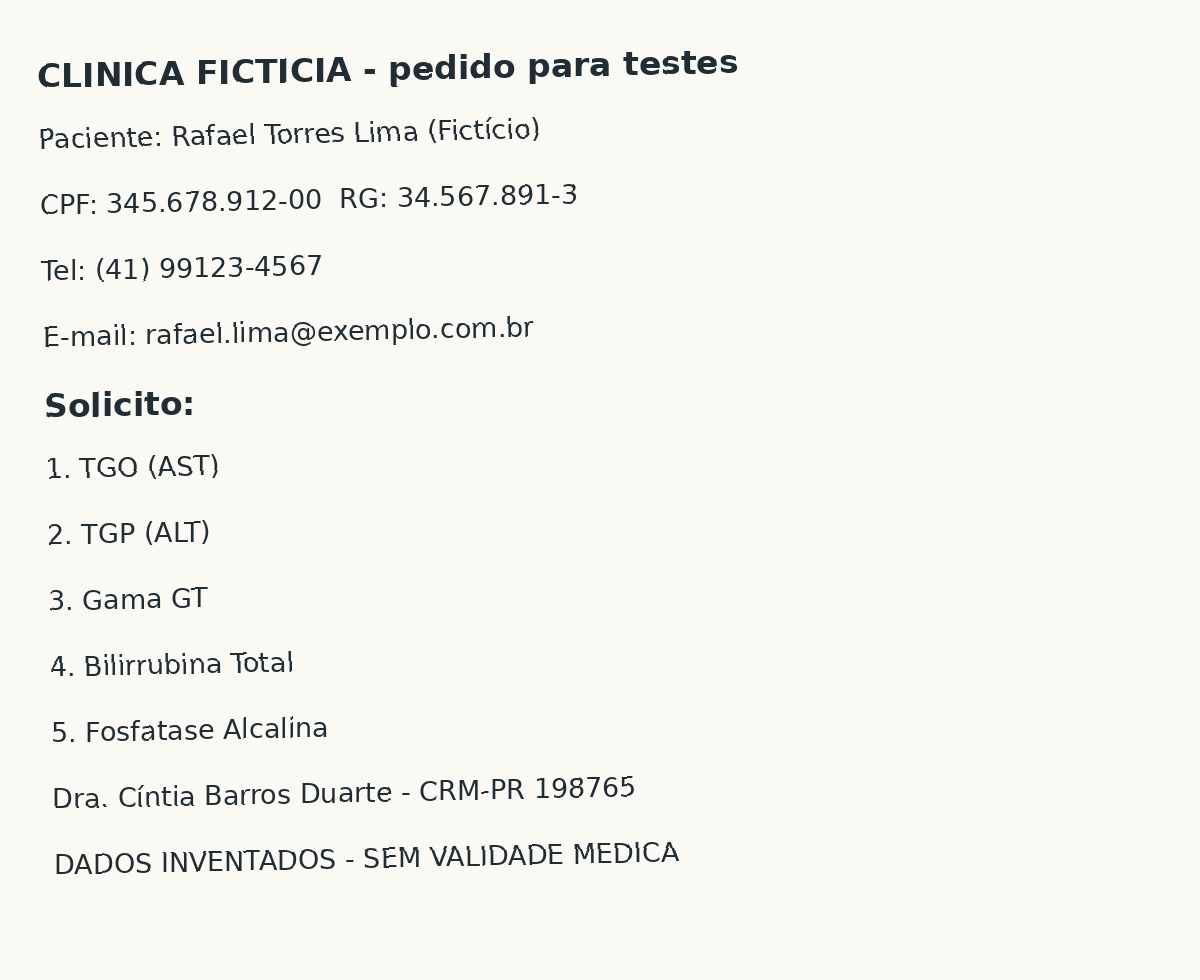 CLINICA FICTICIA - pedido para testes
Paciente: Rafael Torres Lima (Fictício)
CPF: 345.678.912-00  RG: 34.567.891-3
Tel: (41) 99123-4567
E-mail: rafael.lima@exemplo.com.br
Solicito:
1. TGO (AST)
2. TGP (ALT)
3. Gama GT
4. Bilirrubina Total
5. Fosfatase Alcalina
Dra. Cíntia Barros Duarte - CRM-PR 198765
DADOS INVENTADOS - SEM VALIDADE MEDICA